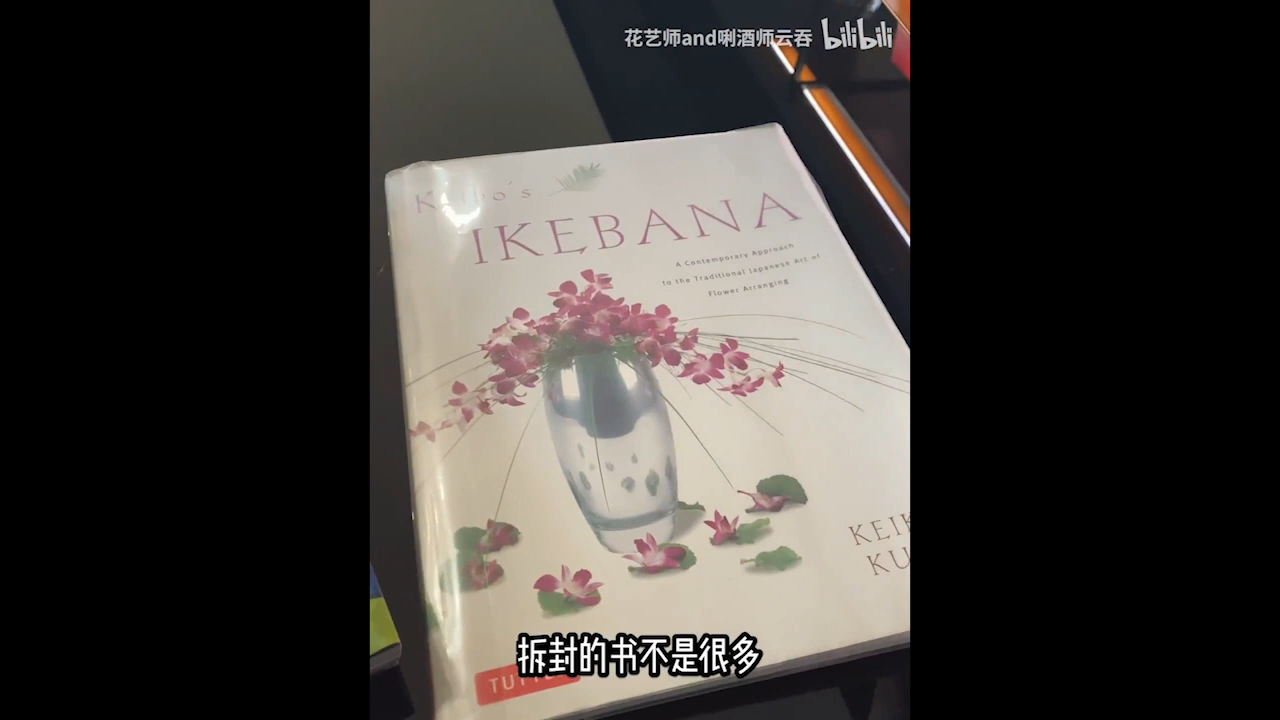 花艺师and唎酒师云吞 bilibili
IKEBANA
A Contemporary Approach
to the Traditional Japanese Art of
Flower Arranging
拆封的书不是很多